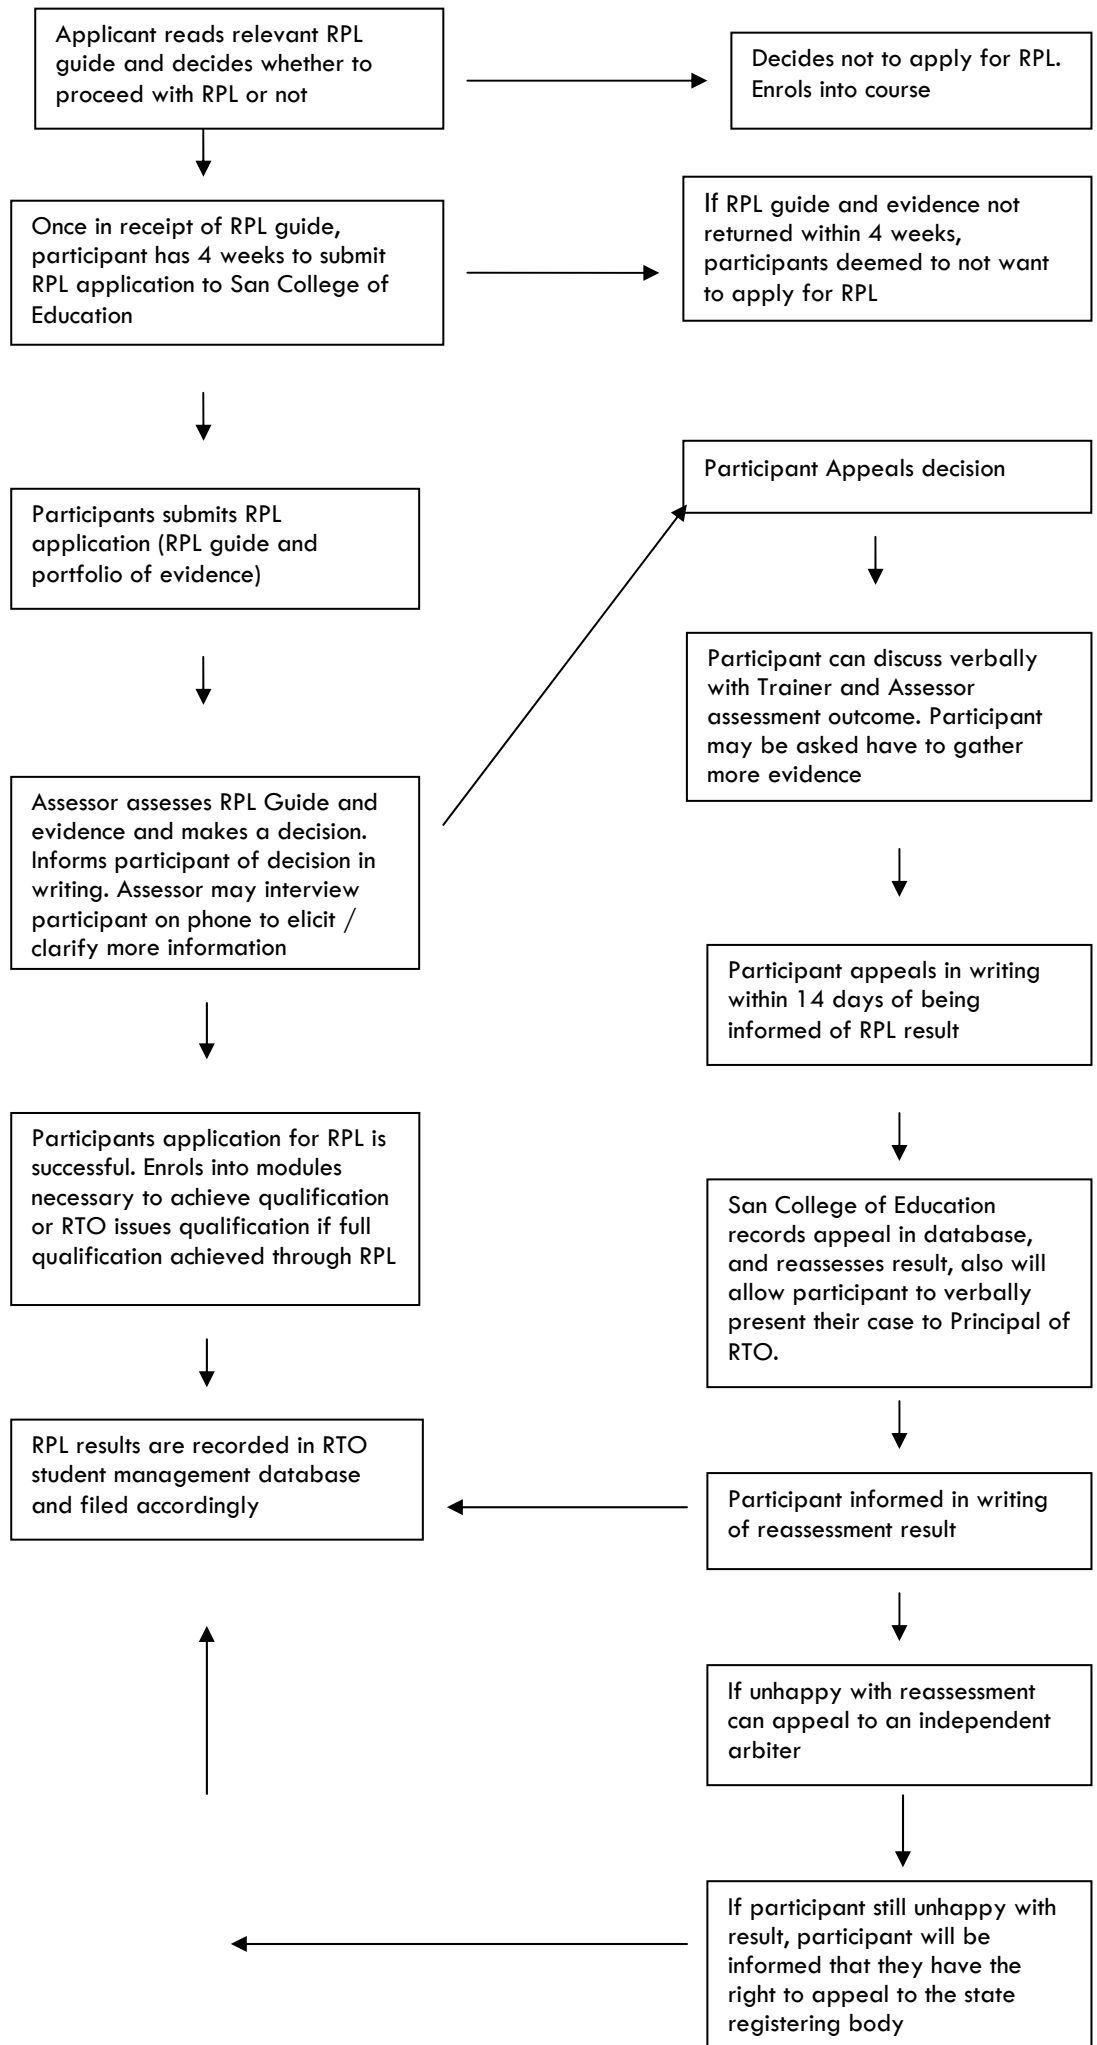 Applicant reads relevant RPL
guide and decides whether to
proceed with RPL or not
Decides not to apply for RPL.
Enrols into course
Once in receipt of RPL guide,
participant has 4 weeks to submit
RPL application to San College of
Education
If RPL guide and evidence not
returned within 4 weeks,
participants deemed to not want
to apply for RPL
Participants submits RPL
application (RPL guide and
portfolio of evidence)
Assessor assesses RPL Guide and
evidence and makes a decision.
Informs participant of decision in
writing. Assessor may interview
participant on phone to elicit /
clarify more information
Participants application for RPL is
successful. Enrols into modules
necessary to achieve qualification
or RTO issues qualification if full
qualification achieved through RPL
RPL results are recorded in RTO
student management database
and filed accordingly
Participant Appeals decision
Participant can discuss verbally
with Trainer and Assessor
assessment outcome. Participant
may be asked have to gather
more evidence
Participant appeals in writing
within 14 days of being
informed of RPL result
San College of Education
records appeal in database,
and reassesses result, also will
allow participant to verbally
present their case to Principal of
RTO.
Participant informed in writing
of reassessment result
If unhappy with reassessment
can appeal to an independent
arbiter
If participant still unhappy with
result, participant will be
informed that they have the
right to appeal to the state
registering body